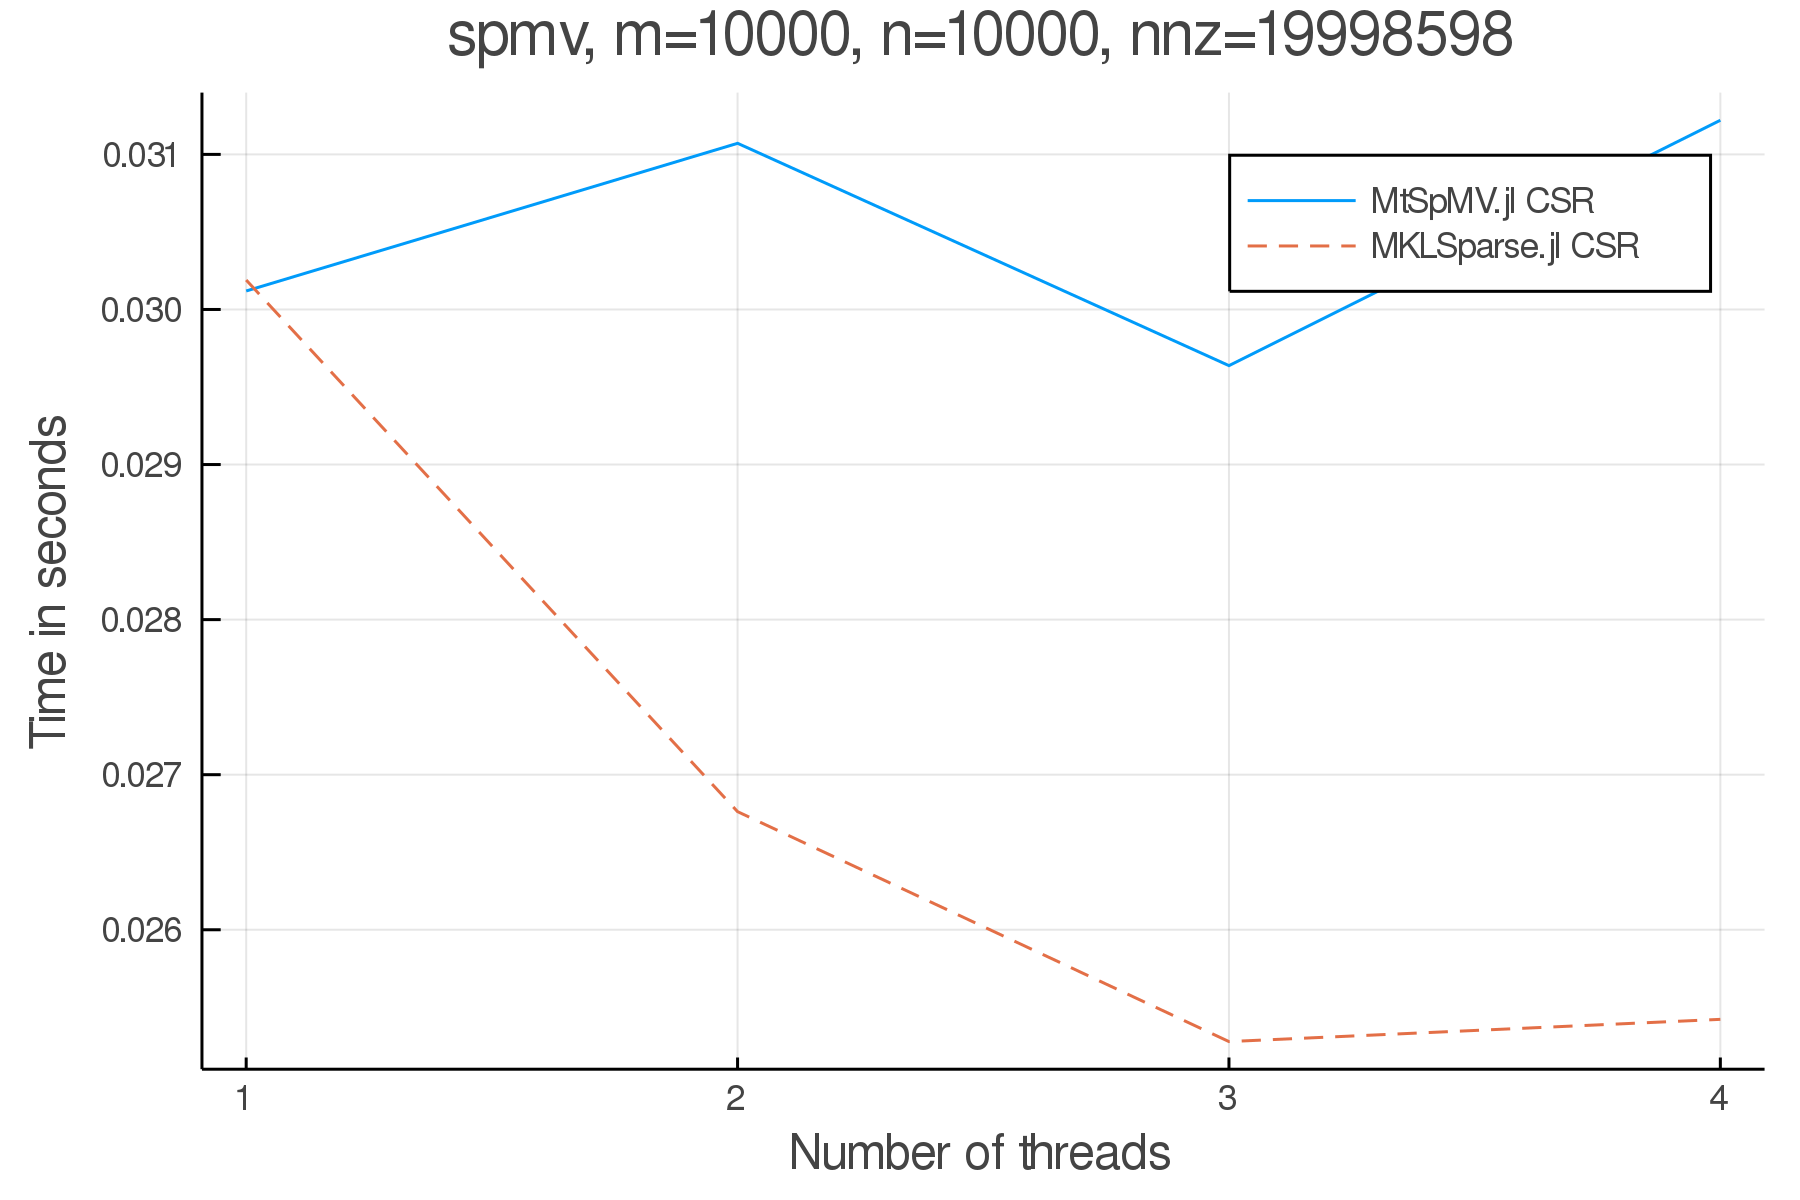 spmv, m=10000, n=10000, nnz=19998598
0.031
0.030
0.029
0.028
0.027
0.026
Time in seconds
MtSpMV.jl CSR
MKLSparse.jl CSR
1 2 3 4
Number of threads